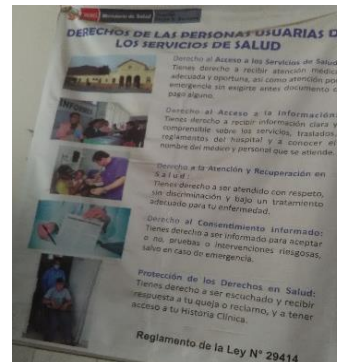 PERÚ Ministerio de Salud
DERECHOS DE LAS PERSONAS USUARIAS D
LOS SERVICIOS DE SALUD
Derecho al Acceso a los Servicios de Salud
Tienes derecho a recibir atención médic
adecuada y oportuna, así como atención po
emergencia sin exigirte antes documento o
pago alguno.
Derecho al Acceso a la Información:
Tienes derecho a recibir información clara y
comprensible sobre los servicios, traslados,
reglamentos del hospital y a conocer el
nombre del médico y personal que te atiende.
Derecho a la Atención y Recuperación en
Salud:
Tienes derecho a ser atendido con respeto,
sin discriminación y bajo un tratamiento
adecuado para tu enfermedad.
Derecho al Consentimiento Informado:
Tienes derecho a ser informado para aceptar
o no, pruebas o intervenciones riesgosas,
salvo en caso de emergencia.
Protección de los Derechos en Salud:
Tienes derecho a ser escuchado y recibir
respuesta a tu queja o reclamo, y a tener
acceso a tu Historia Clínica.
Reglamento de la Ley N° 29414